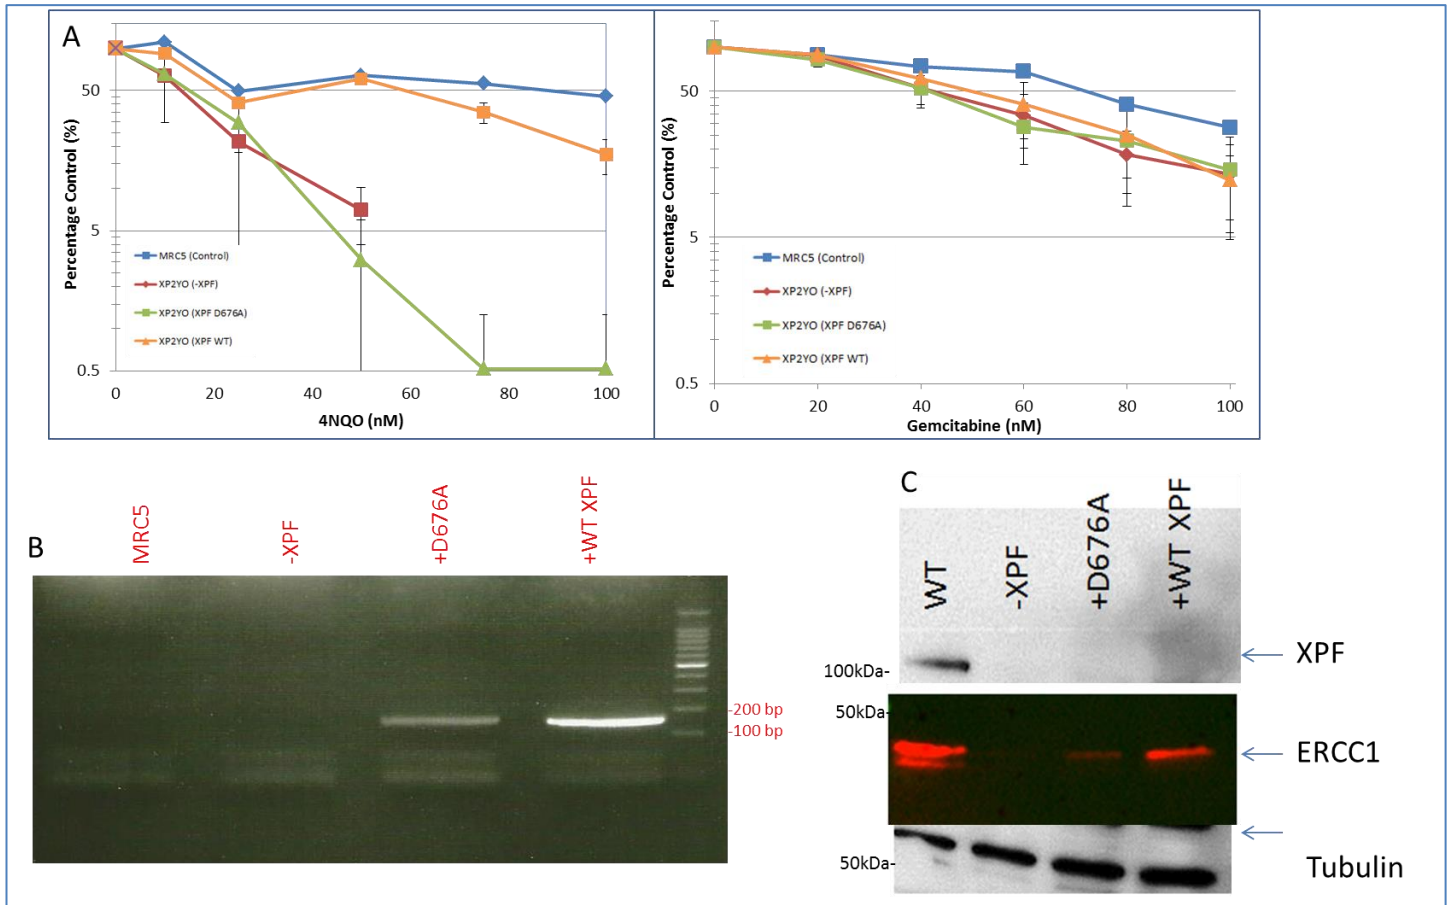 A
Percentage Control (%)
50
5
0.5
MRC5 (Control)
XP2YO (-XPF)
XP2YO (XPF D676A)
XP2YO (XPF WT)
0 20 40 60 80 100
4NQO (nM)
Percentage Control (%)
50
5
0.5
MRC5 (Control)
XP2YO (-XPF)
XP2YO (XPF D676A)
XP2YO (XPF WT)
0 20 40 60 80 100
Gemcitabine (nM)
B
MRC5
-XPF
+D676A
+WT XPF
-200 bp
-100 bp
C
WT
-XPF
+D676A
+WT XPF
100kDa-
XPF
50kDa-
ERCC1
50kDa-
Tubulin